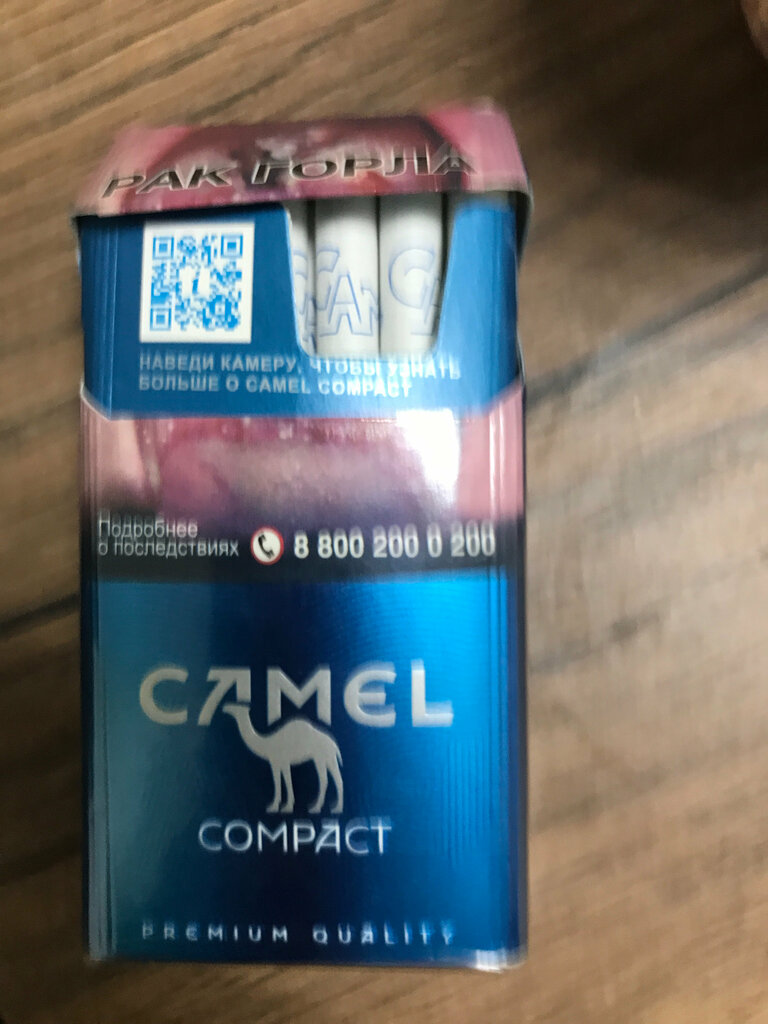 РАК ГОРЛА
НАВЕДИ КАМЕРУ, ЧТОБЫ УЗНАТЬ
БОЛЬШЕ О CAMEL COMPACT
Подробнее
о последствиях 8 800 200 0 200
CAMEL
COMPACT
PREMIUM QUALITY